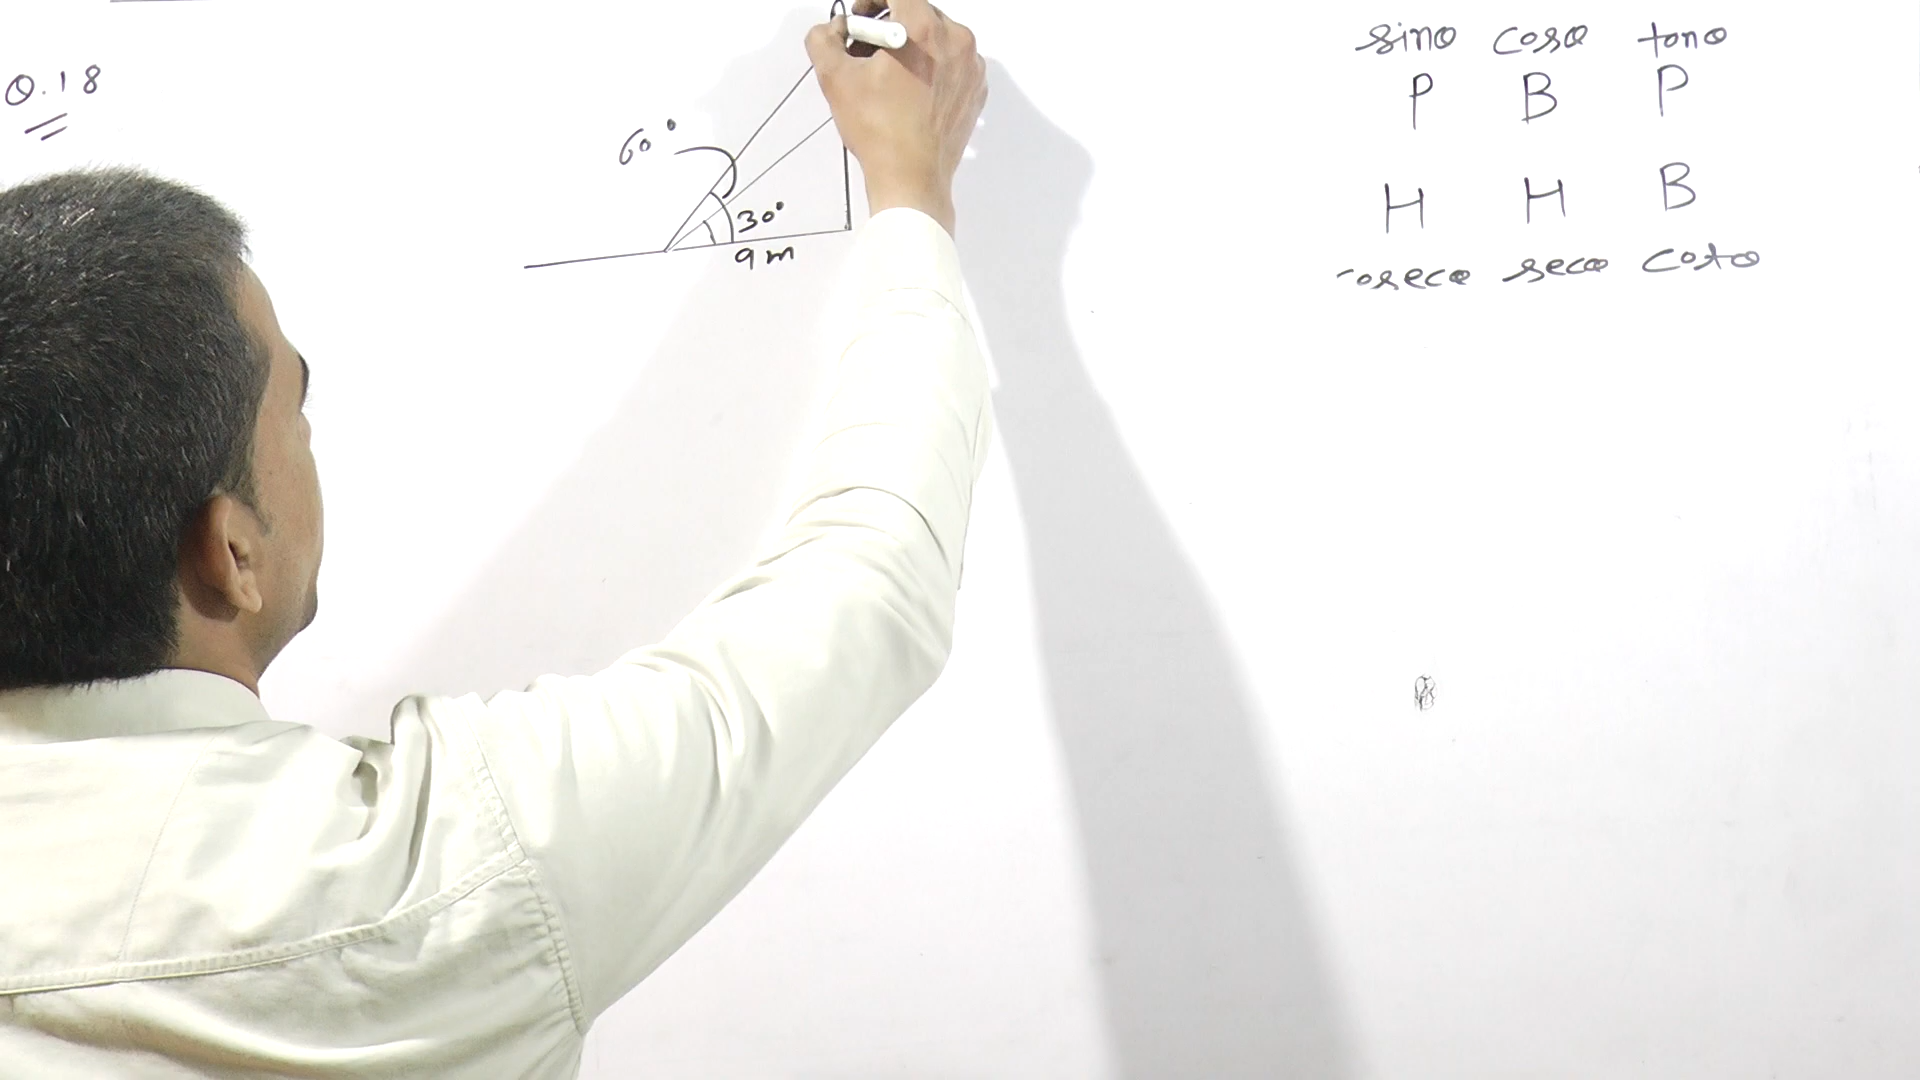 Q.18
60°
30°
9m
sinθ cosθ tanθ
P B P
H H B
cosecθ secθ cotθ